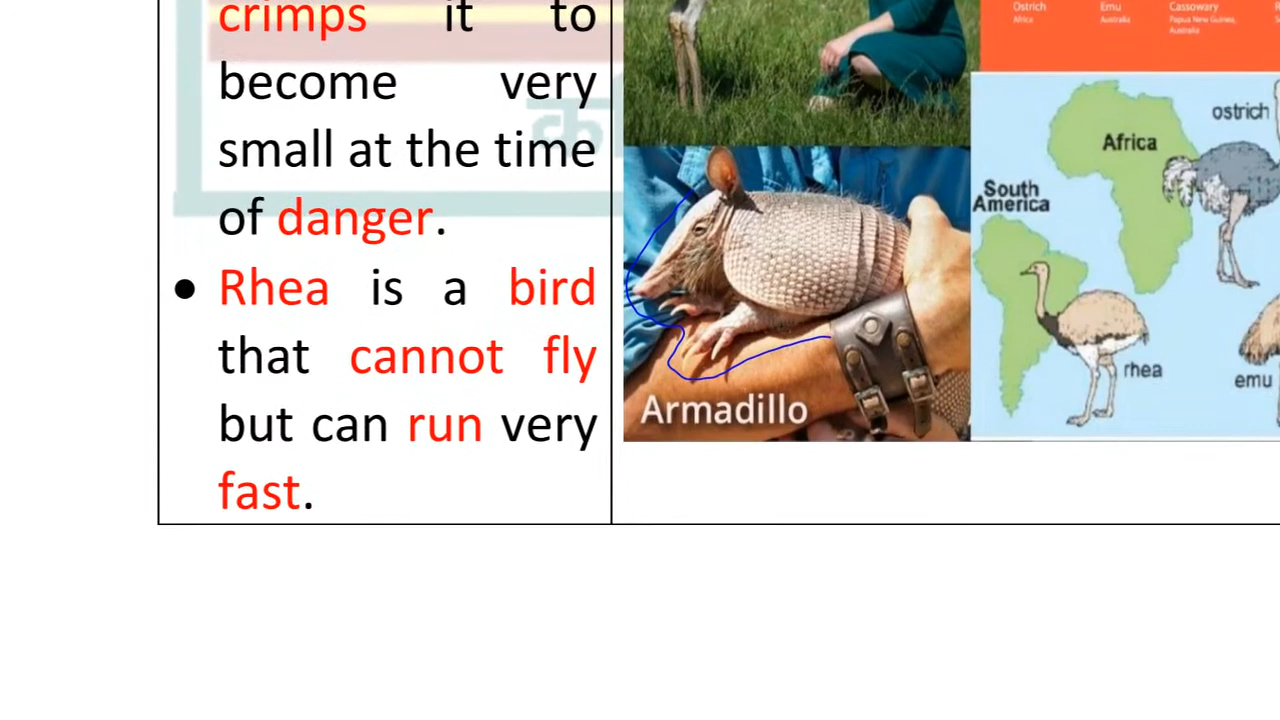 crimps it to
become very
small at the time
of danger.
• Rhea is a bird
that cannot fly
but can run very
fast.
Ostrich
Africa
Emu
Australia
Cassowary
Papua New Guinea,
Australia
Armadillo
ostrich
Africa
South
America
rhea
emu